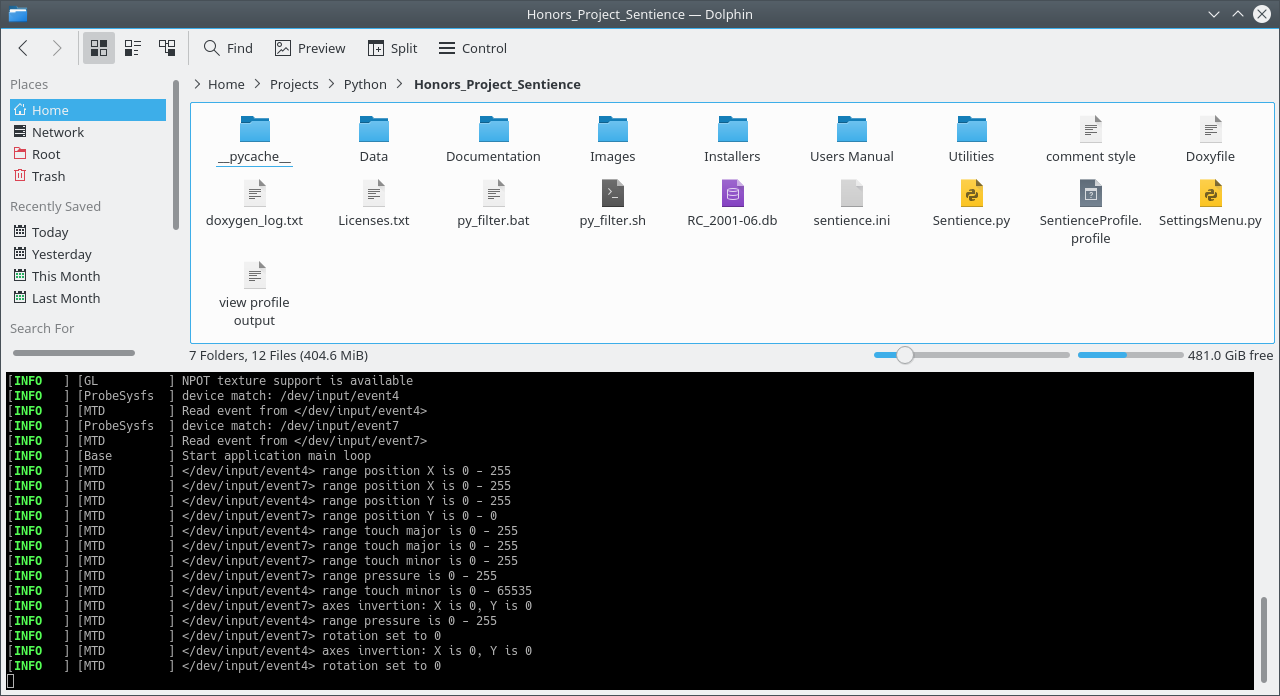 Honors_Project_Sentience — Dolphin
Find Preview Split Control
Places
Home
Network
Root
Trash
Recently Saved
Today
Yesterday
This Month
Last Month
Search For
Home Projects Python Honors_Project_Sentience
__pycache__ Data Documentation Images Installers Users Manual Utilities comment style Doxyfile
doxygen_log.txt Licenses.txt py_filter.bat py_filter.sh RC_2001-06.db sentience.ini Sentience.py SentienceProfile. SettingsMenu.py
profile
view profile
output
7 Folders, 12 Files (404.6 MiB) 481.0 GiB free
[INFO   ] [GL          ] NPOT texture support is available
[INFO   ] [ProbeSysfs  ] device match: /dev/input/event4
[INFO   ] [MTD         ] Read event from </dev/input/event4>
[INFO   ] [ProbeSysfs  ] device match: /dev/input/event7
[INFO   ] [MTD         ] Read event from </dev/input/event7>
[INFO   ] [Base        ] Start application main loop
[INFO   ] [MTD         ] </dev/input/event4> range position X is 0 - 255
[INFO   ] [MTD         ] </dev/input/event7> range position X is 0 - 255
[INFO   ] [MTD         ] </dev/input/event4> range position Y is 0 - 255
[INFO   ] [MTD         ] </dev/input/event7> range position Y is 0 - 0
[INFO   ] [MTD         ] </dev/input/event4> range touch major is 0 - 255
[INFO   ] [MTD         ] </dev/input/event7> range touch major is 0 - 255
[INFO   ] [MTD         ] </dev/input/event7> range touch minor is 0 - 255
[INFO   ] [MTD         ] </dev/input/event7> range pressure is 0 - 255
[INFO   ] [MTD         ] </dev/input/event4> range touch minor is 0 - 65535
[INFO   ] [MTD         ] </dev/input/event7> axes invertion: X is 0, Y is 0
[INFO   ] [MTD         ] </dev/input/event4> range pressure is 0 - 255
[INFO   ] [MTD         ] </dev/input/event7> rotation set to 0
[INFO   ] [MTD         ] </dev/input/event4> axes invertion: X is 0, Y is 0
[INFO   ] [MTD         ] </dev/input/event4> rotation set to 0